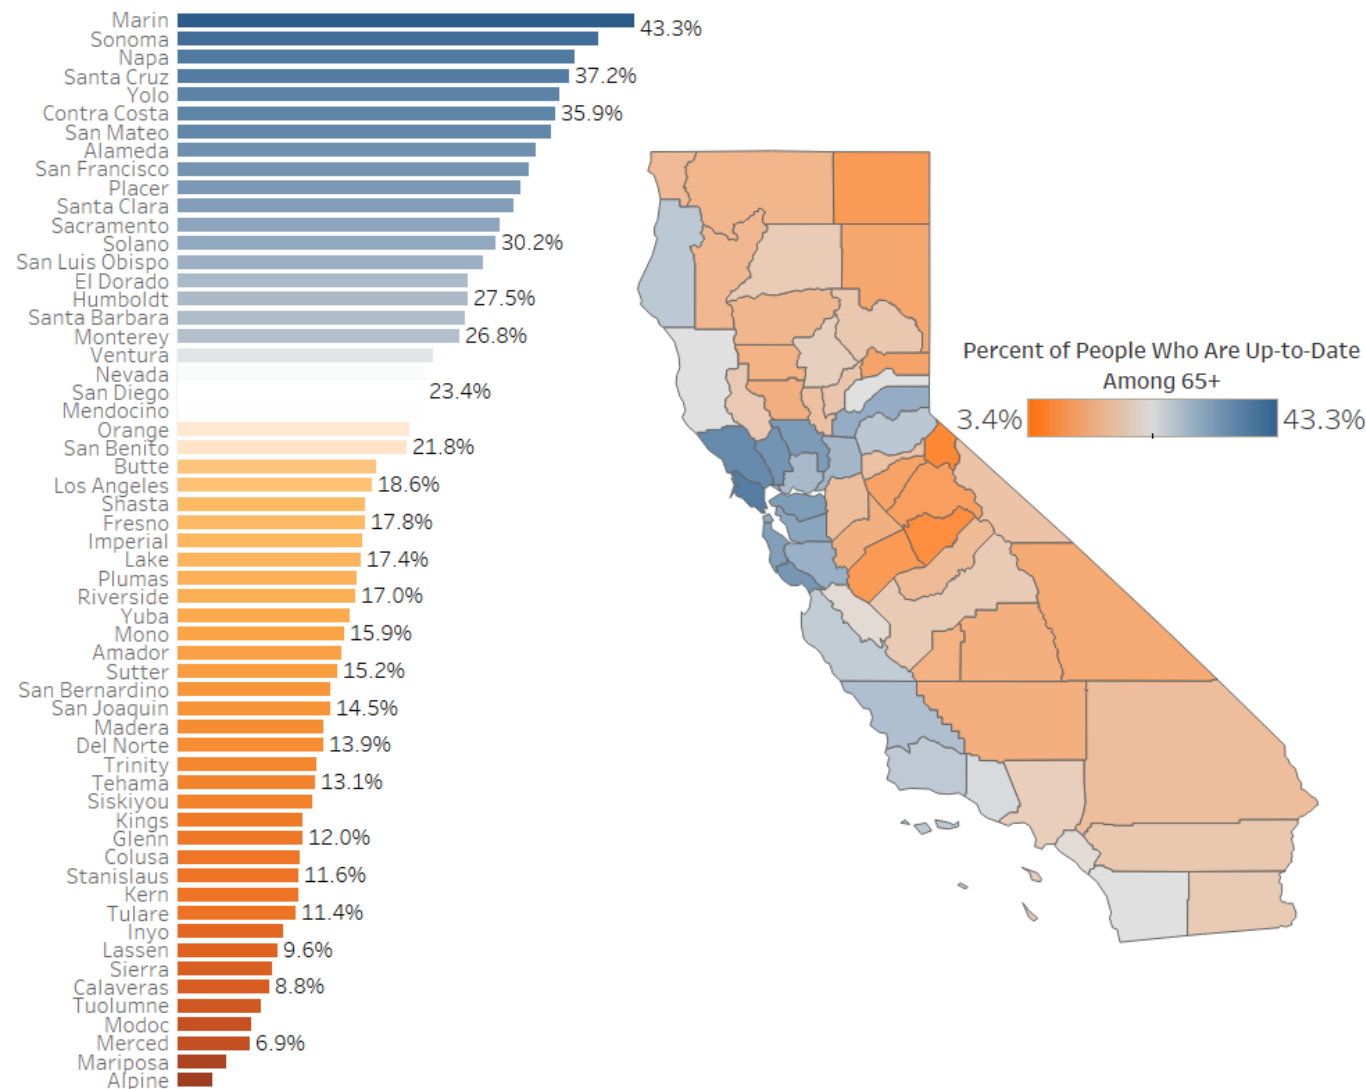 Marin 43.3%
Sonoma
Napa
Santa Cruz 37.2%
Yolo
Contra Costa 35.9%
San Mateo
Alameda
San Francisco
Placer
Santa Clara
Sacramento
Solano 30.2%
San Luis Obispo
El Dorado
Humboldt 27.5%
Santa Barbara
Monterey 26.8%
Ventura
Nevada
San Diego 23.4%
Mendocino
Orange
San Benito 21.8%
Butte
Los Angeles 18.6%
Shasta
Fresno 17.8%
Imperial
Lake 17.4%
Plumas
Riverside 17.0%
Yuba
Mono 15.9%
Amador
Sutter 15.2%
San Bernardino
San Joaquin 14.5%
Madera
Del Norte 13.9%
Trinity
Tehama 13.1%
Siskiyou
Kings
Glenn 12.0%
Colusa
Stanislaus 11.6%
Kern
Tulare 11.4%
Inyo
Lassen 9.6%
Sierra
Calaveras 8.8%
Tuolumne
Modoc
Merced 6.9%
Mariposa
Alpine
Percent of People Who Are Up-to-Date
Among 65+
3.4% 43.3%